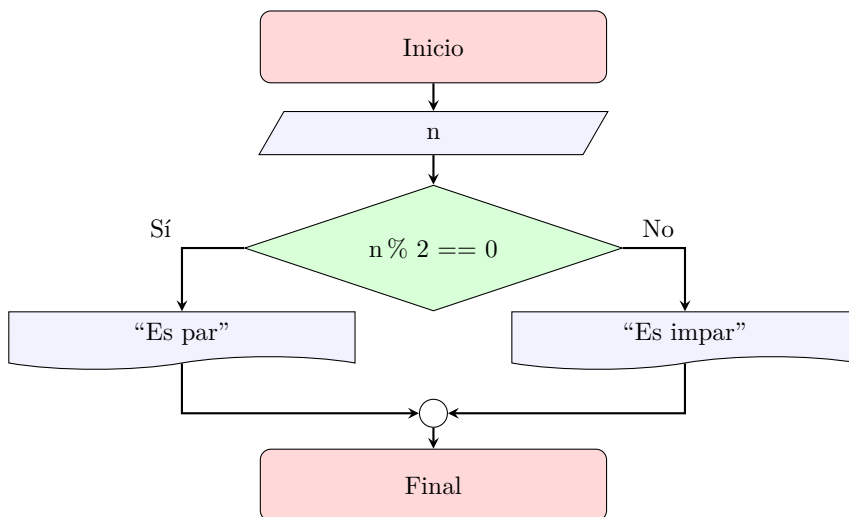 Inicio
n
n % 2 == 0
Sí
No
“Es par”
“Es impar”
Final